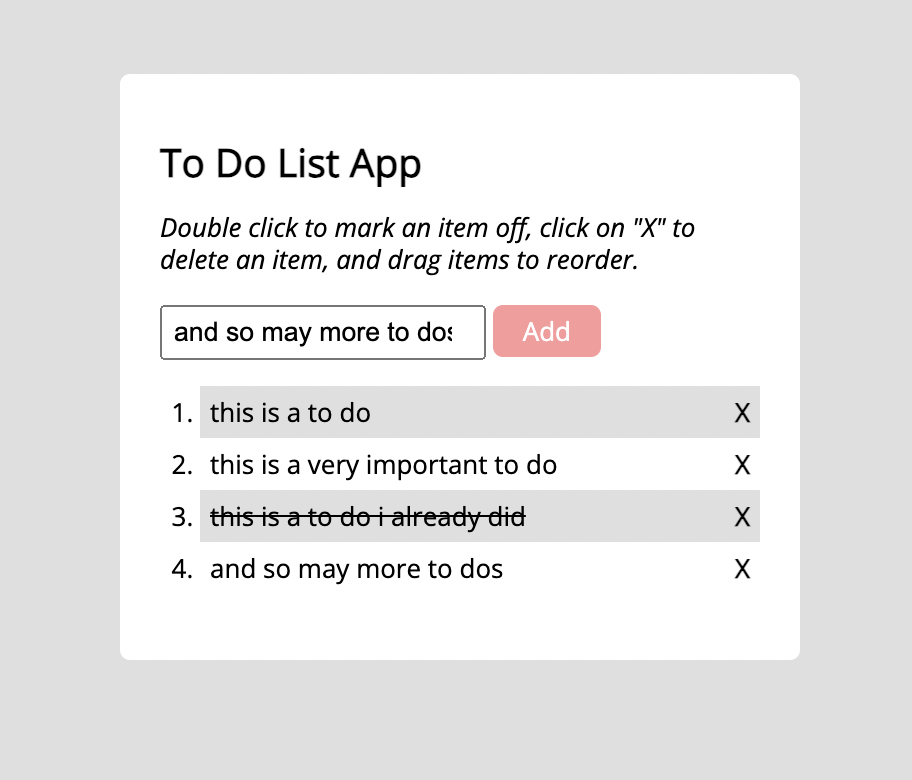 To Do List App
Double click to mark an item off, click on "X" to
delete an item, and drag items to reorder.
and so may more to dos Add
1. this is a to do X
2. this is a very important to do X
3. this is a to do i already did X
4. and so may more to dos X